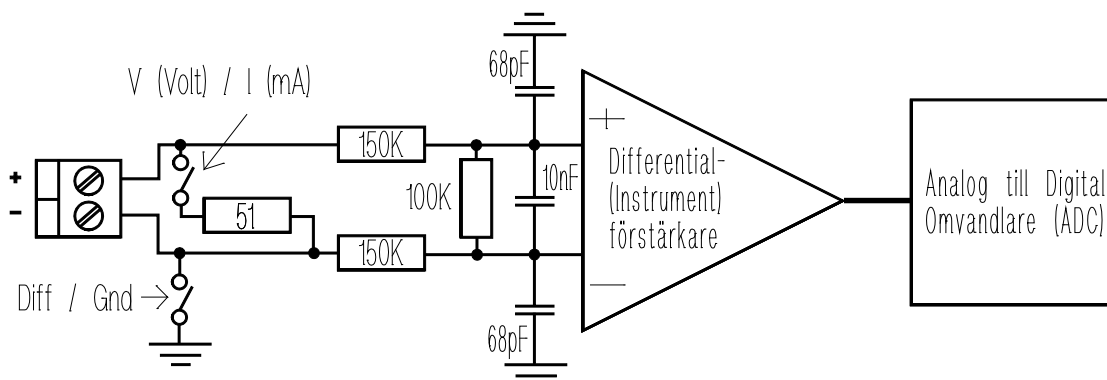 68pF
V (Volt) / I (mA)
+
150K
Differential-
(Instrument)
förstärkare
100K
10nF
Analog till Digital
Omvandlare (ADC)
+
-
51
150K
Diff / Gnd
—
68pF